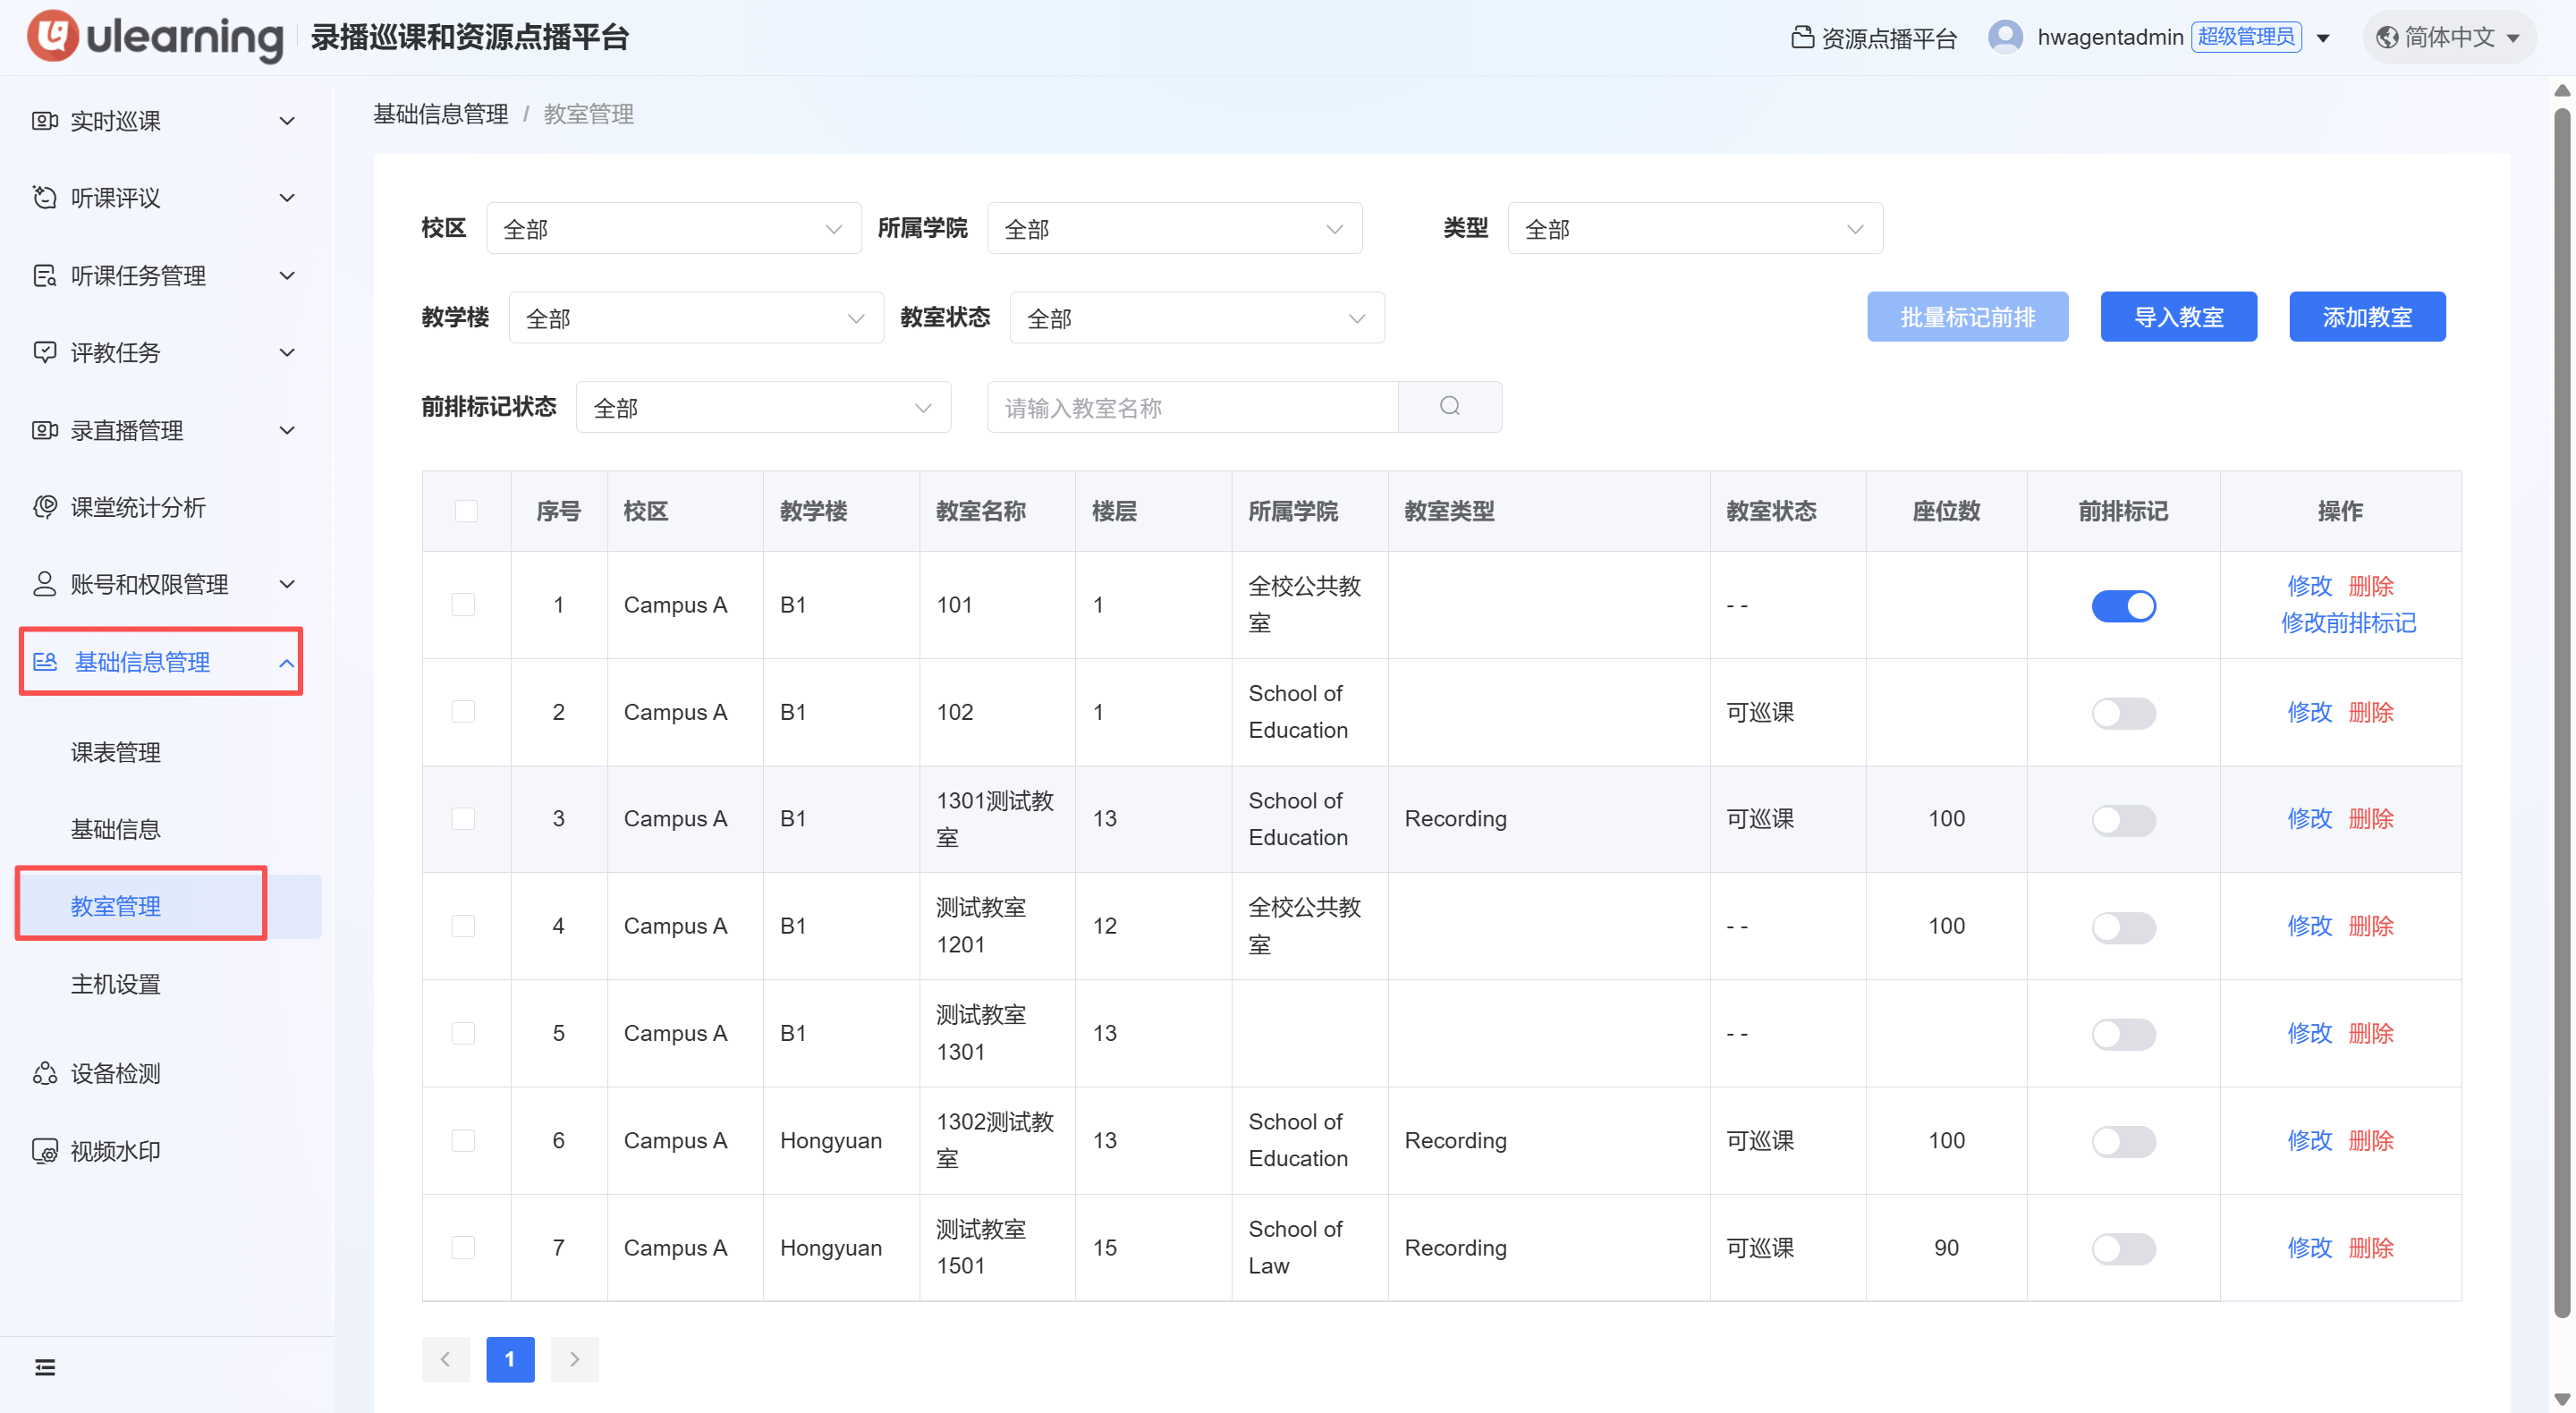 ulearning 录播巡课和资源点播平台
资源点播平台 hwagentadmin 超级管理员 简体中文
实时巡课
听课评议
听课任务管理
评教任务
录直播管理
课堂统计分析
账号和权限管理
基础信息管理
课表管理
基础信息
教室管理
主机设置
设备检测
视频水印
基础信息管理 / 教室管理
校区 全部 所属学院 全部 类型 全部
教学楼 全部 教室状态 全部 批量标记前排 导入教室 添加教室
前排标记状态 全部 请输入教室名称
序号 校区 教学楼 教室名称 楼层 所属学院 教室类型 教室状态 座位数 前排标记 操作
1 Campus A B1 101 1 全校公共教室 - - 修改 删除 修改前排标记
2 Campus A B1 102 1 School of Education 可巡课 修改 删除
3 Campus A B1 1301测试教室 13 School of Education Recording 可巡课 100 修改 删除
4 Campus A B1 测试教室1201 12 全校公共教室 - - 100 修改 删除
5 Campus A B1 测试教室1301 13 - - 修改 删除
6 Campus A Hongyuan 1302测试教室 13 School of Education Recording 可巡课 100 修改 删除
7 Campus A Hongyuan 测试教室1501 15 School of Law Recording 可巡课 90 修改 删除
1